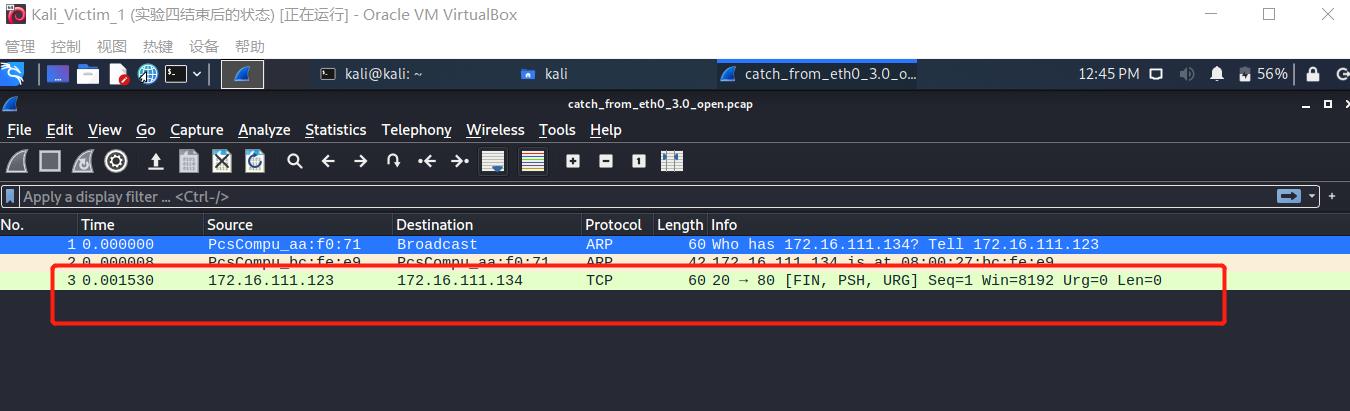 Kali_Victim_1 (实验四结束后的状态) [正在运行] - Oracle VM VirtualBox
管理 控制 视图 热键 设备 帮助
kali@kali: ~ kali catch_from_eth0_3.0_o... 12:45 PM 56%
catch_from_eth0_3.0_open.pcap
File Edit View Go Capture Analyze Statistics Telephony Wireless Tools Help
Apply a display filter … <Ctrl-/>
No. Time Source Destination Protocol Length Info
1 0.000000 PcsCompu_aa:f0:71 Broadcast ARP 60 Who has 172.16.111.134? Tell 172.16.111.123
2 0.000008 PcsCompu_bc:fe:e9 PcsCompu_aa:f0:71 ARP 42 172.16.111.134 is at 08:00:27:bc:fe:e9
3 0.001530 172.16.111.123 172.16.111.134 TCP 60 20 → 80 [FIN, PSH, URG] Seq=1 Win=8192 Urg=0 Len=0